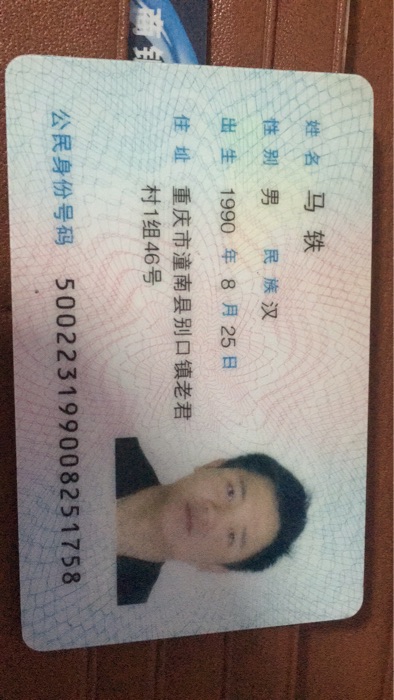 商
姓名 马轶
性别 男 民族 汉
出生 1990 年 8 月 25 日
住址 重庆市潼南县别口镇老君
村1组46号
公民身份号码 500223199008251758